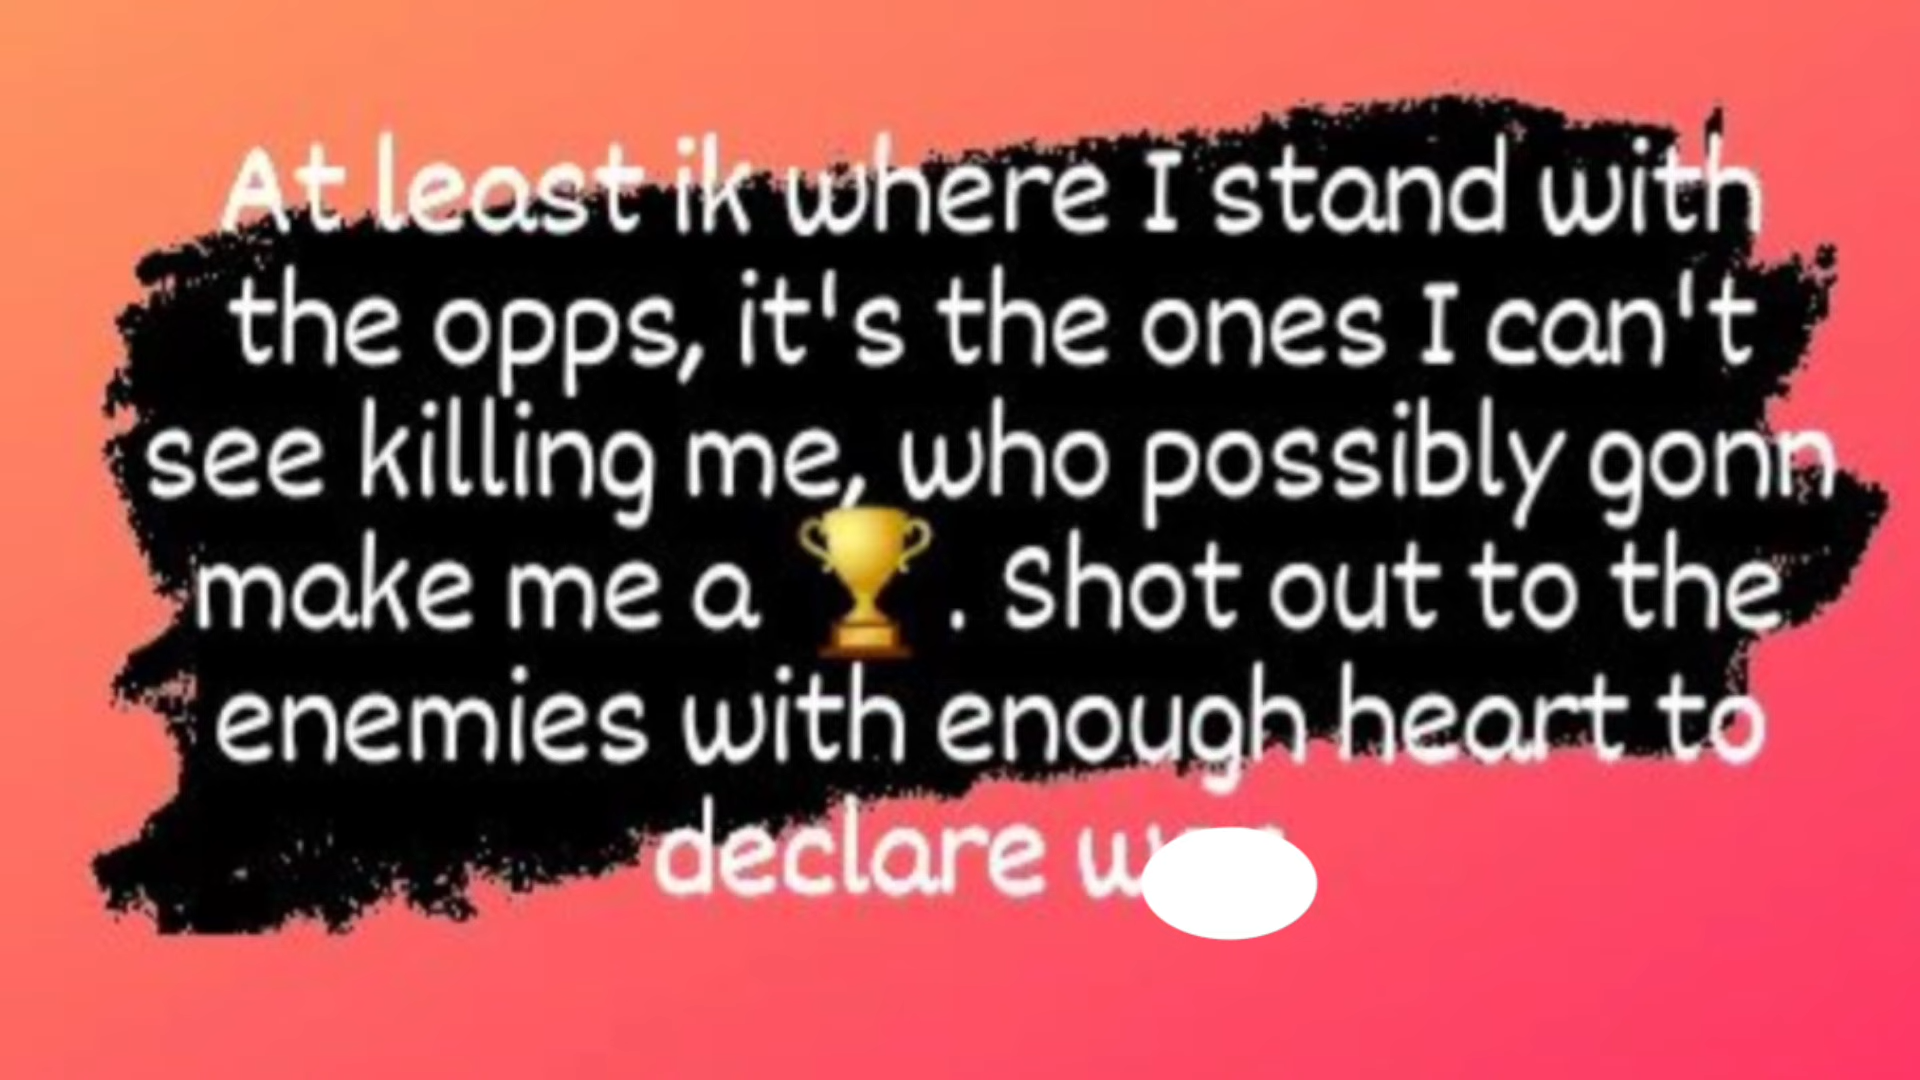 At least ik where I stand with
the opps, it's the ones I can't
see killing me, who possibly gonn
make me a 🏆. Shot out to the
enemies with enough heart to
declare